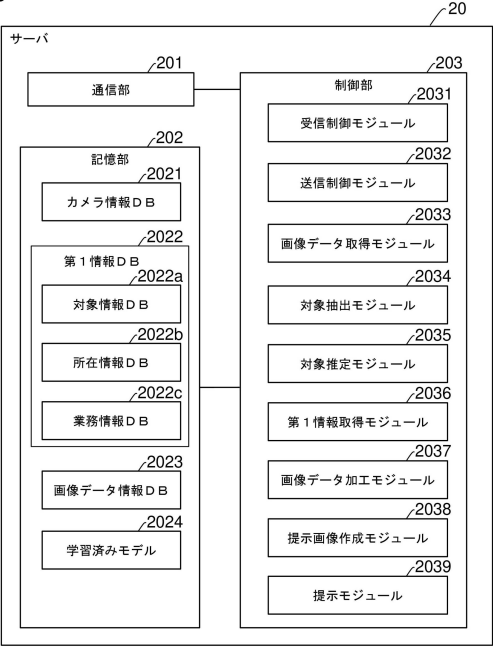 20
サーバ
201
通信部
202
記憶部
2021
カメラ情報DB
2022
第1情報DB
2022a
対象情報DB
2022b
所在情報DB
2022c
業務情報DB
2023
画像データ情報DB
2024
学習済みモデル
203
制御部
2031
受信制御モジュール
2032
送信制御モジュール
2033
画像データ取得モジュール
2034
対象抽出モジュール
2035
対象推定モジュール
2036
第1情報取得モジュール
2037
画像データ加工モジュール
2038
提示画像作成モジュール
2039
提示モジュール